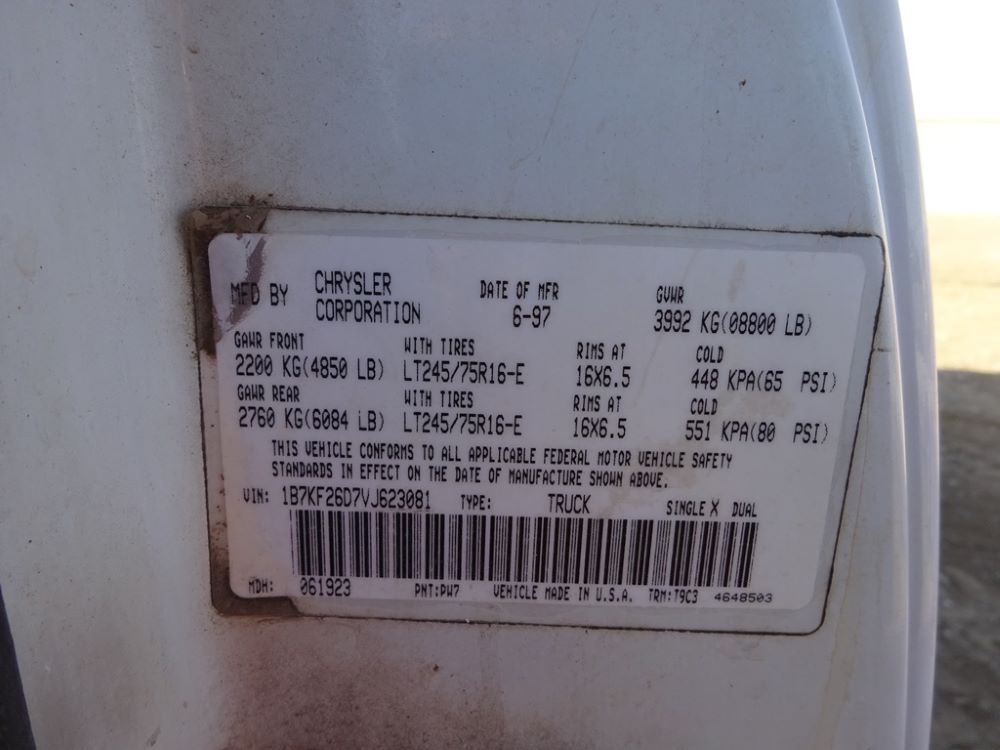 MFD BY CHRYSLER CORPORATION DATE OF MFR 6-97 GVWR 3992 KG(08800 LB)
GAWR FRONT WITH TIRES RIMS AT COLD
2200 KG(4850 LB) LT245/75R16-E 16X6.5 448 KPA(65 PSI)
GAWR REAR WITH TIRES RIMS AT COLD
2760 KG(6084 LB) LT245/75R16-E 16X6.5 551 KPA(80 PSI)
THIS VEHICLE CONFORMS TO ALL APPLICABLE FEDERAL MOTOR VEHICLE SAFETY
STANDARDS IN EFFECT ON THE DATE OF MANUFACTURE SHOWN ABOVE.
VIN: 1B7KF26D7VJ623081 TYPE: TRUCK SINGLE X DUAL
MDH: 061923 PNT:PW7 VEHICLE MADE IN U.S.A. TRM:T9C3 4648503